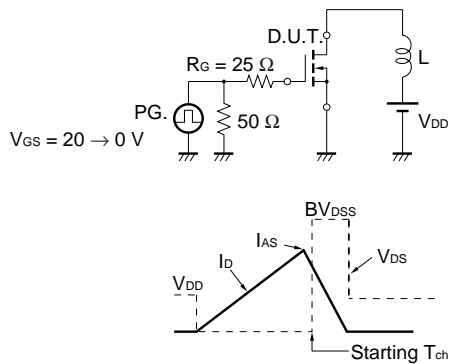 D.U.T.
RG = 25 Ω
L
PG.
50 Ω
VDD
VGS = 20 → 0 V
BVDSS
IAS
ID
VDS
VDD
Starting Tch